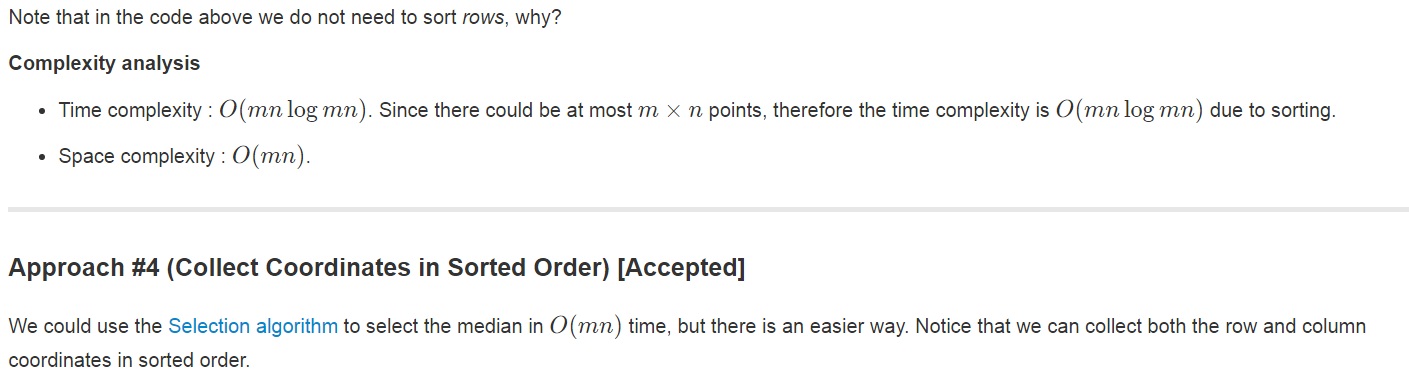 Note that in the code above we do not need to sort rows, why?
Complexity analysis
• Time complexity : O(mn log mn). Since there could be at most m × n points, therefore the time complexity is O(mn log mn) due to sorting.
• Space complexity : O(mn).
Approach #4 (Collect Coordinates in Sorted Order) [Accepted]
We could use the Selection algorithm to select the median in O(mn) time, but there is an easier way. Notice that we can collect both the row and column
coordinates in sorted order.